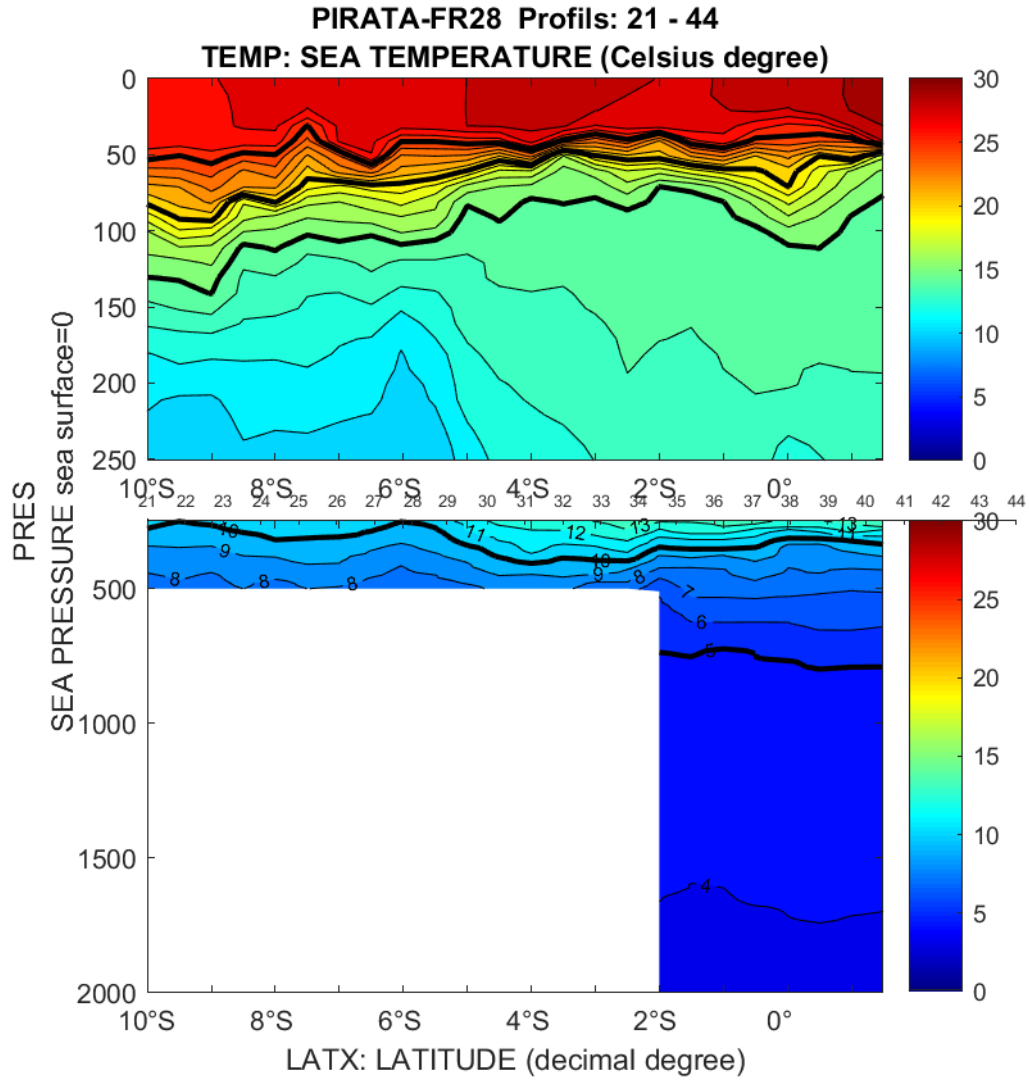 PIRATA-FR28 Profils: 21 - 44
TEMP: SEA TEMPERATURE (Celsius degree)
0
50
100
150
200
250
10°S 8°S 6°S 4°S 2°S 0°
30
25
20
15
10
5
0
PRES
SEA PRESSURE sea surface=0
21 22 23 24 25 26 27 28 29 30 31 32 33 34 35 36 37 38 39 40 41 42 43 44
500
1000
1500
2000
10 11 12 13 13 11
9 10
8 8 8 9 8 7
6
5
4
30
25
20
15
10
5
0
10°S 8°S 6°S 4°S 2°S 0°
LATX: LATITUDE (decimal degree)